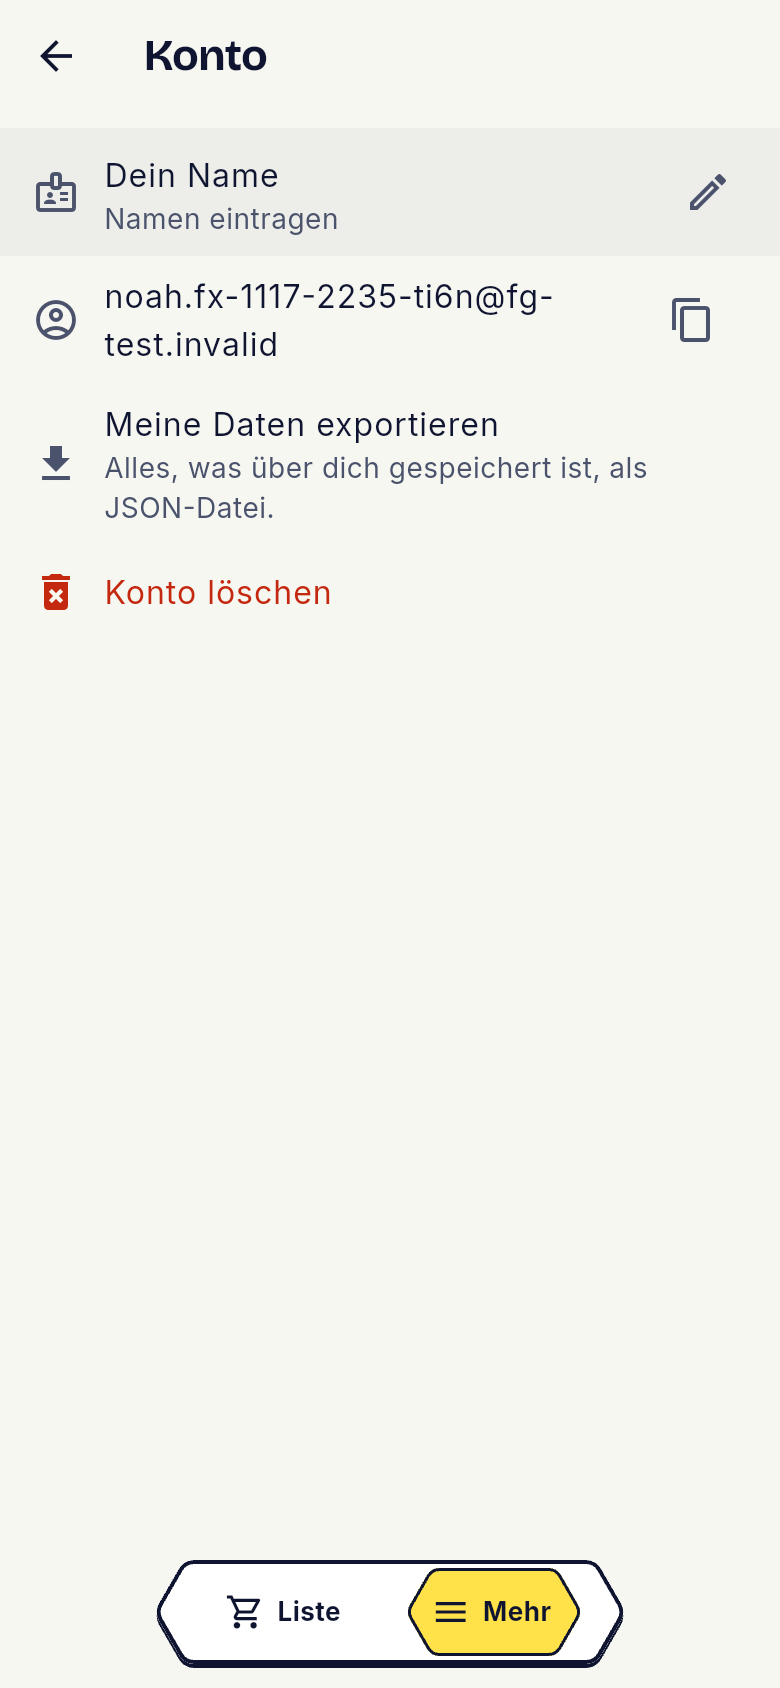 Konto
Dein Name
Namen eintragen
noah.fx-1117-2235-ti6n@fg-
test.invalid
Meine Daten exportieren
Alles, was über dich gespeichert ist, als
JSON-Datei.
Konto löschen
Liste
Mehr